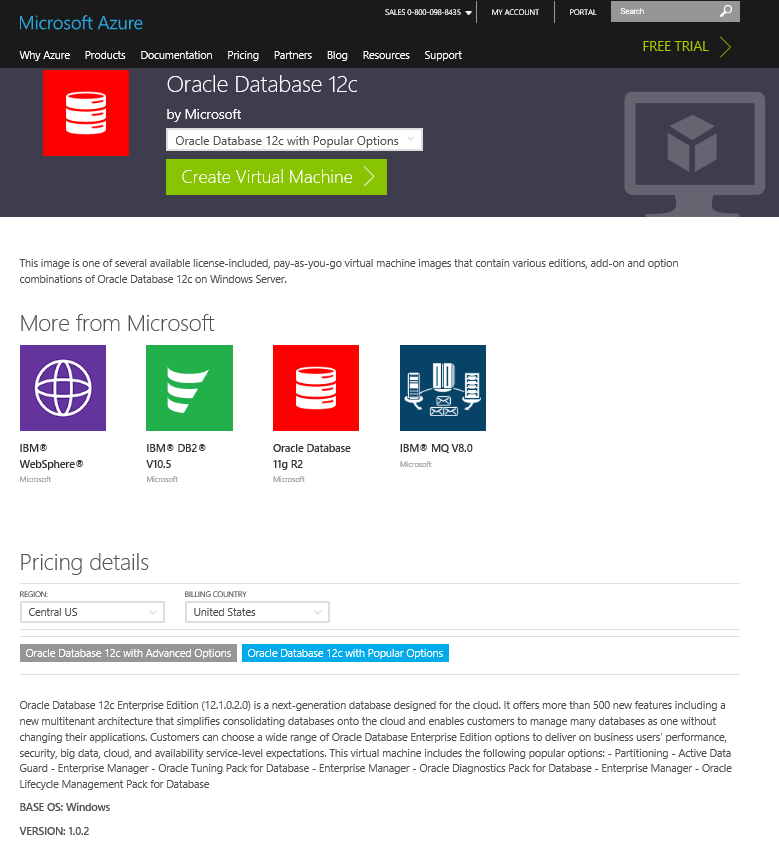 Microsoft Azure
SALES 0-800-098-8435
MY ACCOUNT
PORTAL
Search
Why Azure Products Documentation Pricing Partners Blog Resources Support
FREE TRIAL
Oracle Database 12c
by Microsoft
Oracle Database 12c with Popular Options
Create Virtual Machine
This image is one of several available license-included, pay-as-you-go virtual machine images that contain various editions, add-on and option
combinations of Oracle Database 12c on Windows Server.
More from Microsoft
IBM®
WebSphere®
Microsoft
IBM® DB2®
V10.5
Microsoft
Oracle Database
11g R2
Microsoft
IBM® MQ V8.0
Microsoft
Pricing details
REGION:
BILLING COUNTRY
Central US
United States
Oracle Database 12c with Advanced Options
Oracle Database 12c with Popular Options
Oracle Database 12c Enterprise Edition (12.1.0.2.0) is a next-generation database designed for the cloud. It offers more than 500 new features including a
new multitenant architecture that simplifies consolidating databases onto the cloud and enables customers to manage many databases as one without
changing their applications. Customers can choose a wide range of Oracle Database Enterprise Edition options to deliver on business users' performance,
security, big data, cloud, and availability service-level expectations. This virtual machine includes the following popular options: - Partitioning - Active Data
Guard - Enterprise Manager - Oracle Tuning Pack for Database - Enterprise Manager - Oracle Diagnostics Pack for Database - Enterprise Manager - Oracle
Lifecycle Management Pack for Database
BASE OS: Windows
VERSION: 1.0.2